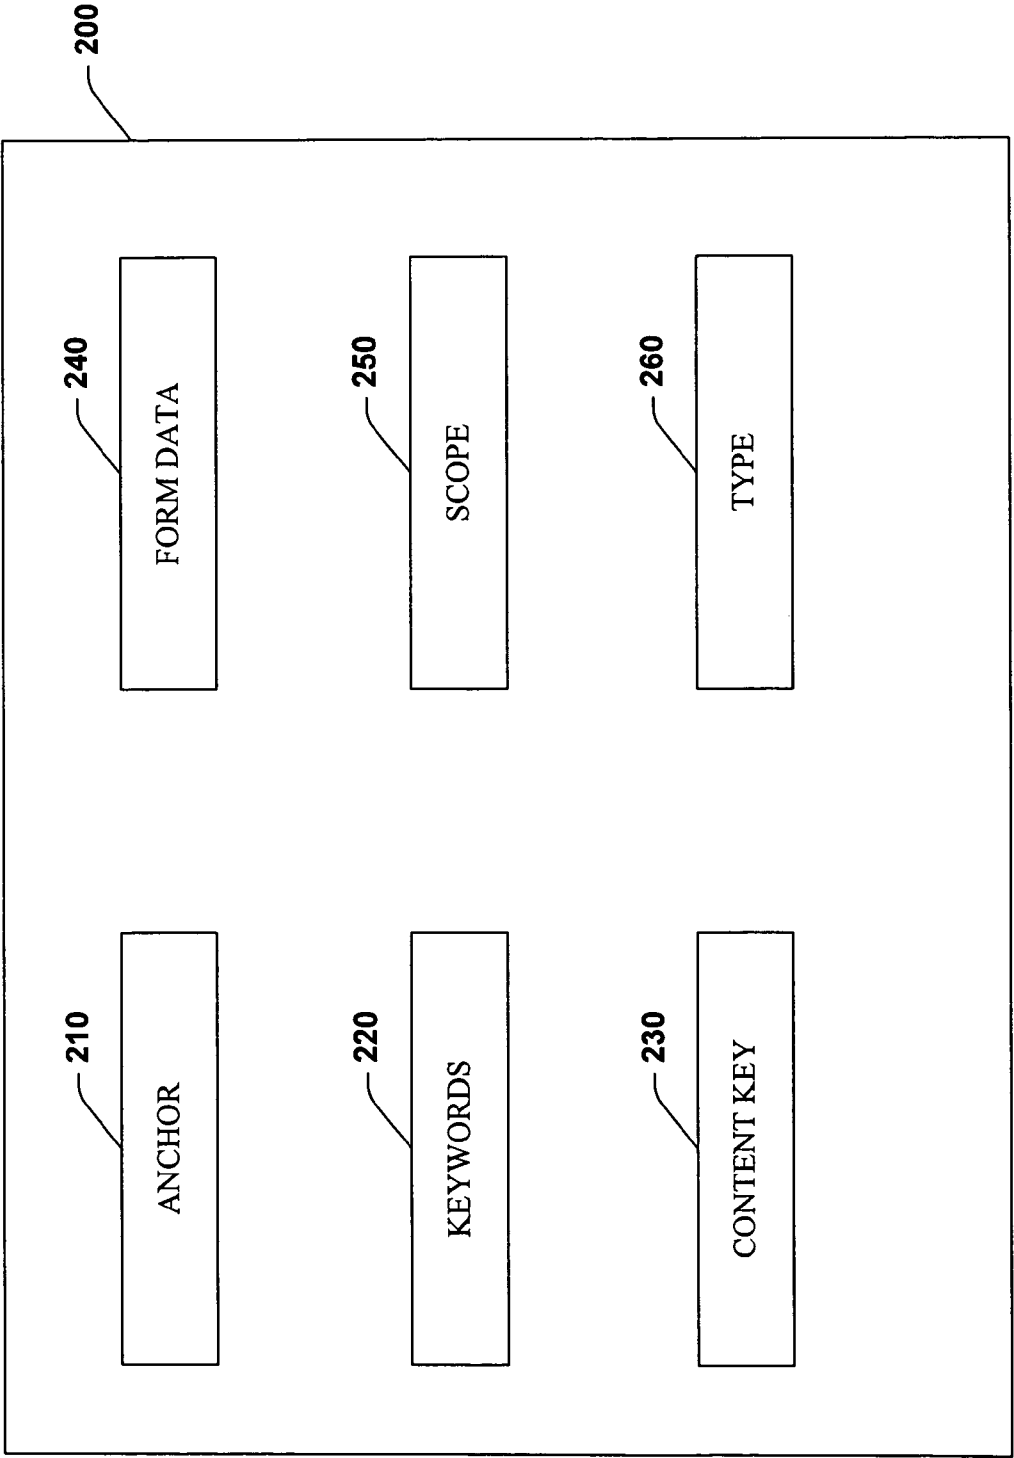 200
210
ANCHOR
240
FORM DATA
220
KEYWORDS
250
SCOPE
230
CONTENT KEY
260
TYPE